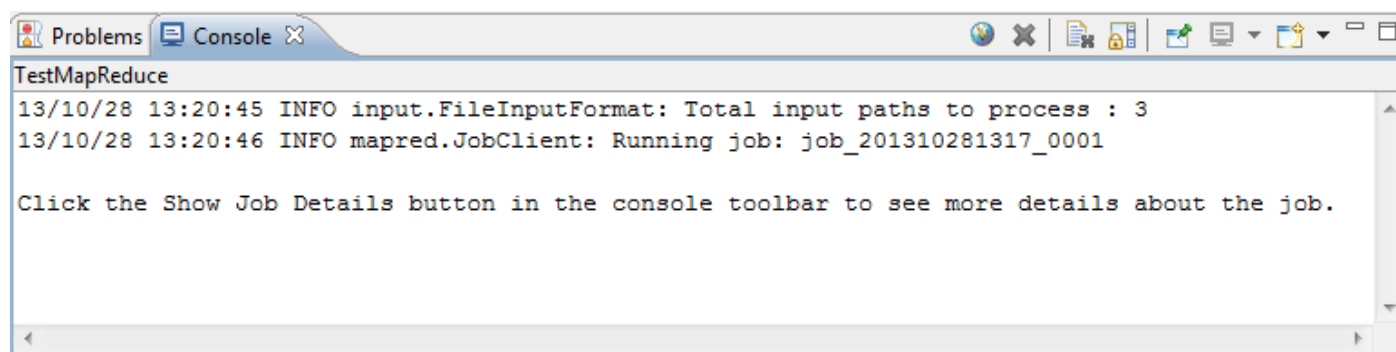 Problems Console
TestMapReduce
13/10/28 13:20:45 INFO input.FileInputFormat: Total input paths to process : 3
13/10/28 13:20:46 INFO mapred.JobClient: Running job: job_201310281317_0001
Click the Show Job Details button in the console toolbar to see more details about the job.